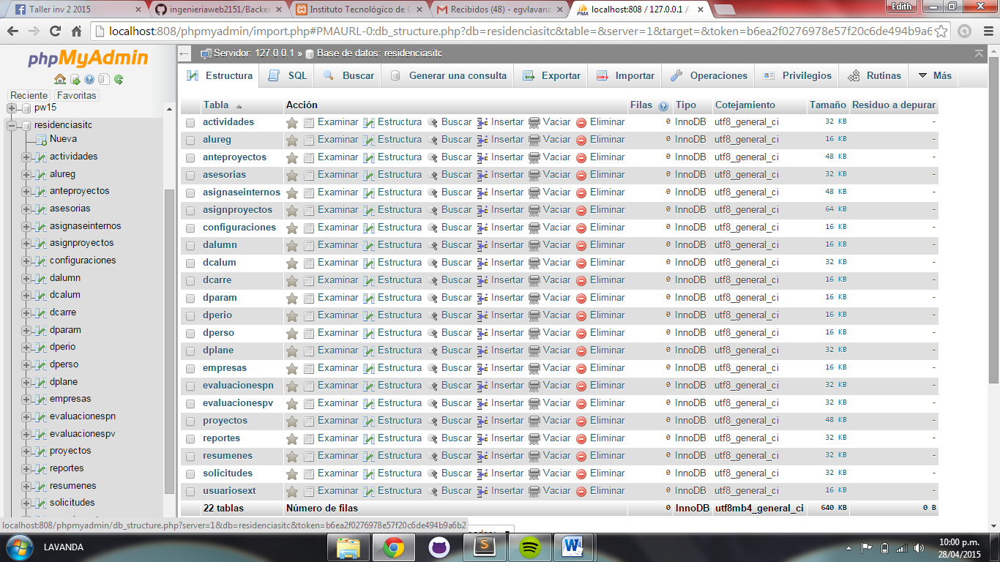 Taller inv 2 2015
ingenieriaweb2151/Backen
Instituto Tecnológico de C
Recibidos (48) - egvlavanc
localhost:808 / 127.0.0.1 /
Edith
localhost:808/phpmyadmin/import.php#PMAURL-0:db_structure.php?db=residenciasitc&table=&server=1&target=&token=b6ea2f0276978e57f20c6de494b9a6
phpMyAdmin
Reciente Favoritas
pw15
residenciasitc
Nueva
actividades
alureg
anteproyectos
asesorias
asignaseinternos
asignproyectos
configuraciones
dalumn
dcalum
dcarre
dparam
dperio
dperso
dplane
empresas
evaluacionespn
evaluacionespv
proyectos
reportes
resumenes
solicitudes
Servidor: 127.0.0.1 » Base de datos: residenciasitc
Estructura SQL Buscar Generar una consulta Exportar Importar Operaciones Privilegios Rutinas Más
Tabla Acción Filas Tipo Cotejamiento Tamaño Residuo a depurar
actividades Examinar Estructura Buscar Insertar Vaciar Eliminar 0 InnoDB utf8_general_ci 32 KB -
alureg Examinar Estructura Buscar Insertar Vaciar Eliminar 0 InnoDB utf8_general_ci 16 KB -
anteproyectos Examinar Estructura Buscar Insertar Vaciar Eliminar 0 InnoDB utf8_general_ci 48 KB -
asesorias Examinar Estructura Buscar Insertar Vaciar Eliminar 0 InnoDB utf8_general_ci 32 KB -
asignaseinternos Examinar Estructura Buscar Insertar Vaciar Eliminar 0 InnoDB utf8_general_ci 48 KB -
asignproyectos Examinar Estructura Buscar Insertar Vaciar Eliminar 0 InnoDB utf8_general_ci 64 KB -
configuraciones Examinar Estructura Buscar Insertar Vaciar Eliminar 0 InnoDB utf8_general_ci 16 KB -
dalumn Examinar Estructura Buscar Insertar Vaciar Eliminar 0 InnoDB utf8_general_ci 16 KB -
dcalum Examinar Estructura Buscar Insertar Vaciar Eliminar 0 InnoDB utf8_general_ci 32 KB -
dcarre Examinar Estructura Buscar Insertar Vaciar Eliminar 0 InnoDB utf8_general_ci 16 KB -
dparam Examinar Estructura Buscar Insertar Vaciar Eliminar 0 InnoDB utf8_general_ci 16 KB -
dperio Examinar Estructura Buscar Insertar Vaciar Eliminar 0 InnoDB utf8_general_ci 16 KB -
dperso Examinar Estructura Buscar Insertar Vaciar Eliminar 0 InnoDB utf8_general_ci 16 KB -
dplane Examinar Estructura Buscar Insertar Vaciar Eliminar 0 InnoDB utf8_general_ci 32 KB -
empresas Examinar Estructura Buscar Insertar Vaciar Eliminar 0 InnoDB utf8_general_ci 16 KB -
evaluacionespn Examinar Estructura Buscar Insertar Vaciar Eliminar 0 InnoDB utf8_general_ci 32 KB -
evaluacionespv Examinar Estructura Buscar Insertar Vaciar Eliminar 0 InnoDB utf8_general_ci 32 KB -
proyectos Examinar Estructura Buscar Insertar Vaciar Eliminar 0 InnoDB utf8_general_ci 48 KB -
reportes Examinar Estructura Buscar Insertar Vaciar Eliminar 0 InnoDB utf8_general_ci 32 KB -
resumenes Examinar Estructura Buscar Insertar Vaciar Eliminar 0 InnoDB utf8_general_ci 32 KB -
solicitudes Examinar Estructura Buscar Insertar Vaciar Eliminar 0 InnoDB utf8_general_ci 32 KB -
usuariosext Examinar Estructura Buscar Insertar Vaciar Eliminar 0 InnoDB utf8_general_ci 16 KB -
22 tablas Número de filas 0 InnoDB utf8mb4_general_ci 640 KB 0 B
localhost:808/phpmyadmin/db_structure.php?server=1&db=residenciasitc&token=b6ea2f0276978e57f20c6de494b9a6b2
LAVANDA
10:00 p.m.
28/04/2015